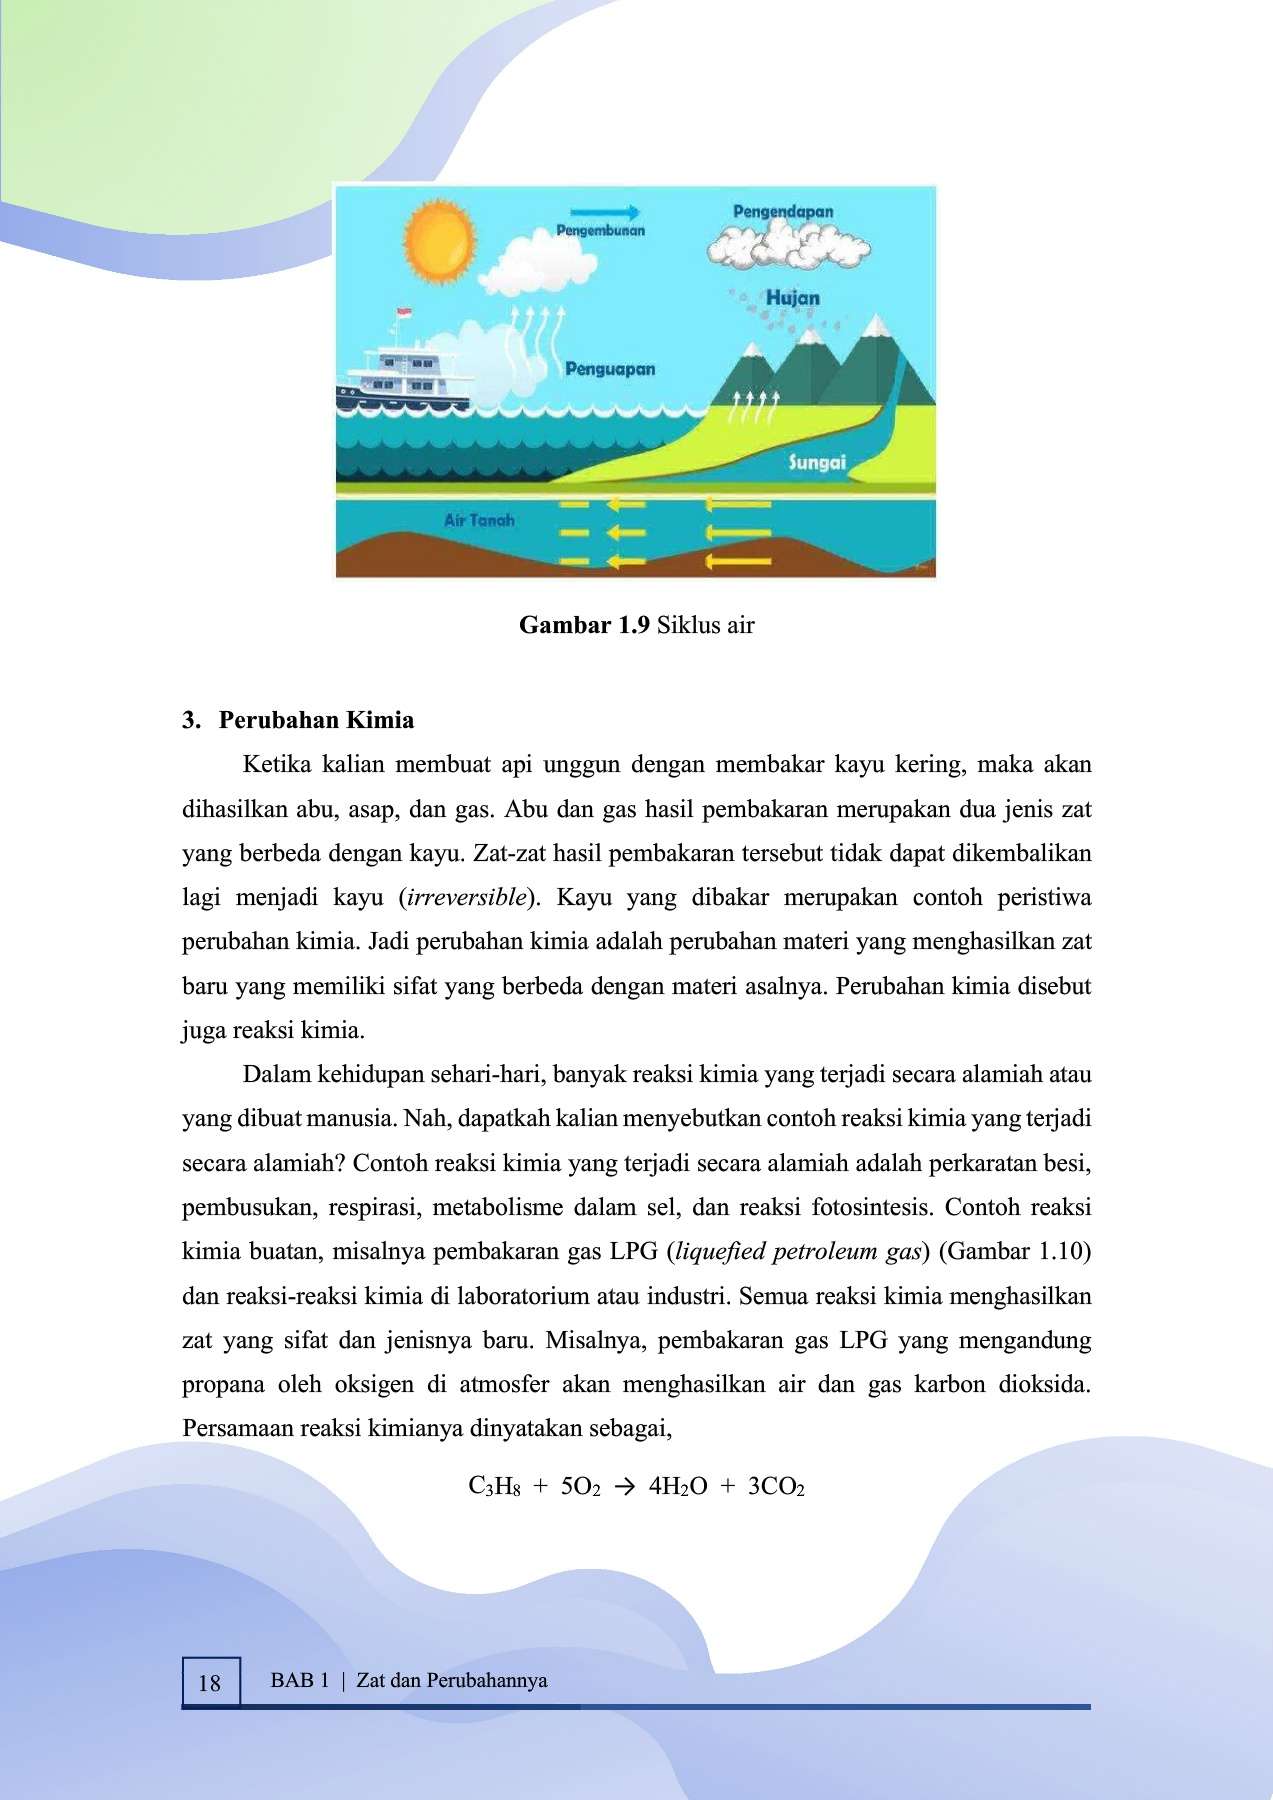 Pengembunan
Pengendapan
Hujan
Penguapan
Sungai
Air Tanah
Gambar 1.9 Siklus air
3. Perubahan Kimia
Ketika kalian membuat api unggun dengan membakar kayu kering, maka akan
dihasilkan abu, asap, dan gas. Abu dan gas hasil pembakaran merupakan dua jenis zat
yang berbeda dengan kayu. Zat-zat hasil pembakaran tersebut tidak dapat dikembalikan
lagi menjadi kayu (irreversible). Kayu yang dibakar merupakan contoh peristiwa
perubahan kimia. Jadi perubahan kimia adalah perubahan materi yang menghasilkan zat
baru yang memiliki sifat yang berbeda dengan materi asalnya. Perubahan kimia disebut
juga reaksi kimia.
Dalam kehidupan sehari-hari, banyak reaksi kimia yang terjadi secara alamiah atau
yang dibuat manusia. Nah, dapatkah kalian menyebutkan contoh reaksi kimia yang terjadi
secara alamiah? Contoh reaksi kimia yang terjadi secara alamiah adalah perkaratan besi,
pembusukan, respirasi, metabolisme dalam sel, dan reaksi fotosintesis. Contoh reaksi
kimia buatan, misalnya pembakaran gas LPG (liquefied petroleum gas) (Gambar 1.10)
dan reaksi-reaksi kimia di laboratorium atau industri. Semua reaksi kimia menghasilkan
zat yang sifat dan jenisnya baru. Misalnya, pembakaran gas LPG yang mengandung
propana oleh oksigen di atmosfer akan menghasilkan air dan gas karbon dioksida.
Persamaan reaksi kimianya dinyatakan sebagai,
C₃H₈ + 5O₂ → 4H₂O + 3CO₂
18 BAB 1 | Zat dan Perubahannya